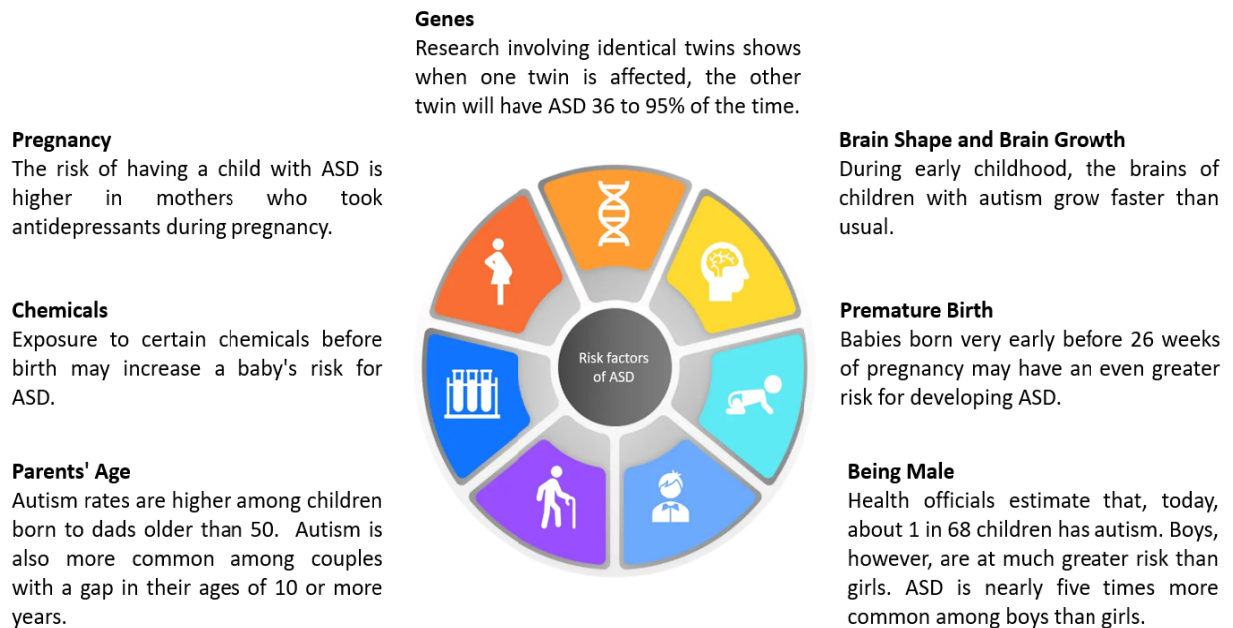 Genes
Research involving identical twins shows
when one twin is affected, the other
twin will have ASD 36 to 95% of the time.
Pregnancy
The risk of having a child with ASD is
higher in mothers who took
antidepressants during pregnancy.
Brain Shape and Brain Growth
During early childhood, the brains of
children with autism grow faster than
usual.
Chemicals
Exposure to certain chemicals before
birth may increase a baby's risk for
ASD.
Risk factors
of ASD
Premature Birth
Babies born very early before 26 weeks
of pregnancy may have an even greater
risk for developing ASD.
Parents' Age
Autism rates are higher among children
born to dads older than 50. Autism is
also more common among couples
with a gap in their ages of 10 or more
years.
Being Male
Health officials estimate that, today,
about 1 in 68 children has autism. Boys,
however, are at much greater risk than
girls. ASD is nearly five times more
common among boys than girls.